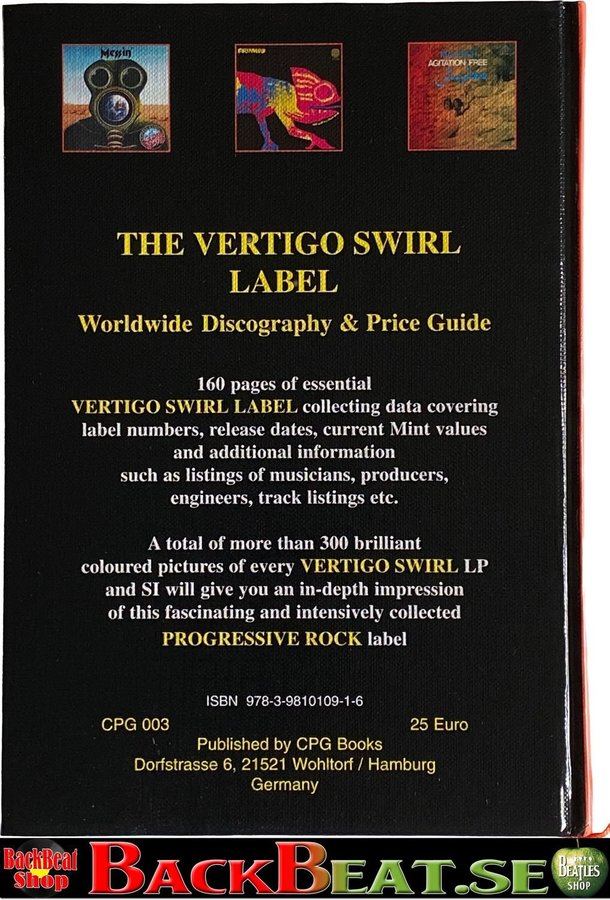 Messin'
AGITATION FREE
THE VERTIGO SWIRL
LABEL
Worldwide Discography & Price Guide
160 pages of essential
VERTIGO SWIRL LABEL collecting data covering
label numbers, release dates, current Mint values
and additional information
such as listings of musicians, producers,
engineers, track listings etc.
A total of more than 300 brilliant
coloured pictures of every VERTIGO SWIRL LP
and SI will give you an in-depth impression
of this fascinating and intensively collected
PROGRESSIVE ROCK label
ISBN 978-3-9810109-1-6
CPG 003 25 Euro
Published by CPG Books
Dorfstrasse 6, 21521 Wohltorf / Hamburg
Germany
BackBeat
Shop
BACKBEAT.SE
BEATLES
SHOP